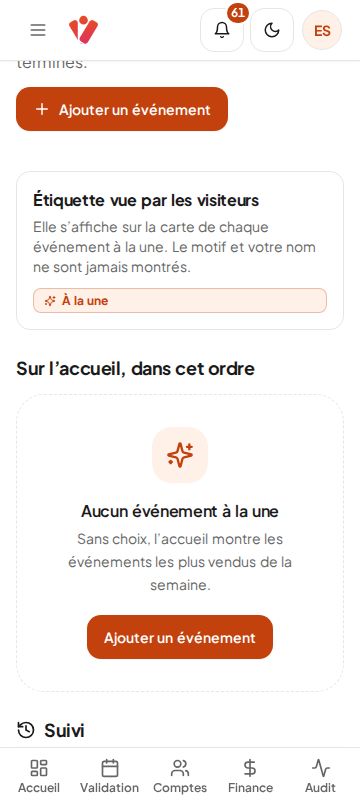 61
ES
terminés.
Ajouter un événement
Étiquette vue par les visiteurs
Elle s’affiche sur la carte de chaque
événement à la une. Le motif et votre nom
ne sont jamais montrés.
À la une
Sur l’accueil, dans cet ordre
Aucun événement à la une
Sans choix, l’accueil montre les
événements les plus vendus de la
semaine.
Ajouter un événement
Suivi
Accueil
Validation
Comptes
Finance
Audit